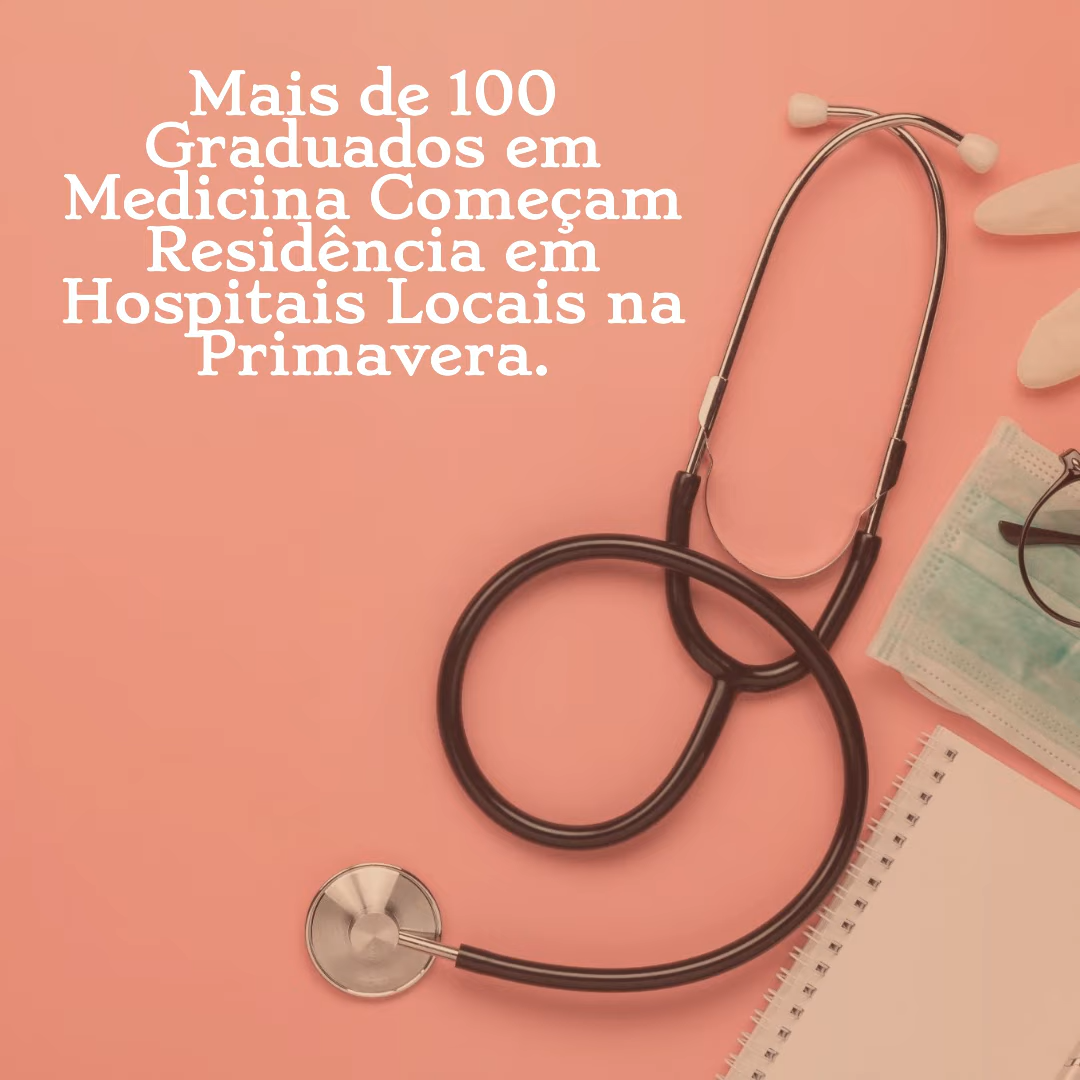 Mais de 100
Graduados em
Medicina Começam
Residência em
Hospitais Locais na
Primavera.